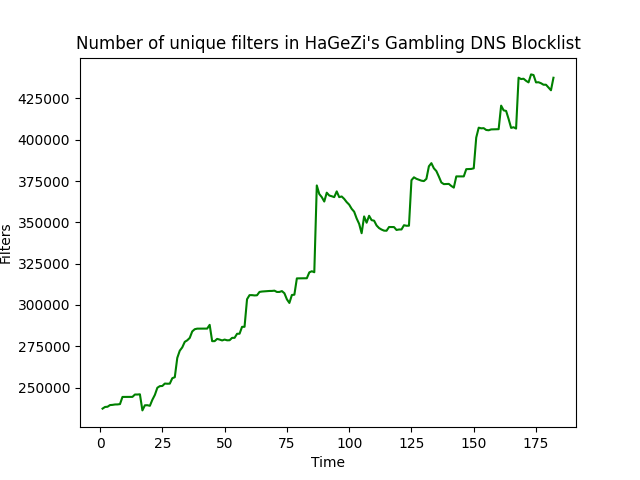 Number of unique filters in HaGeZi's Gambling DNS Blocklist
425000
400000
375000
350000
325000
300000
275000
250000
Filters
0 25 50 75 100 125 150 175
Time